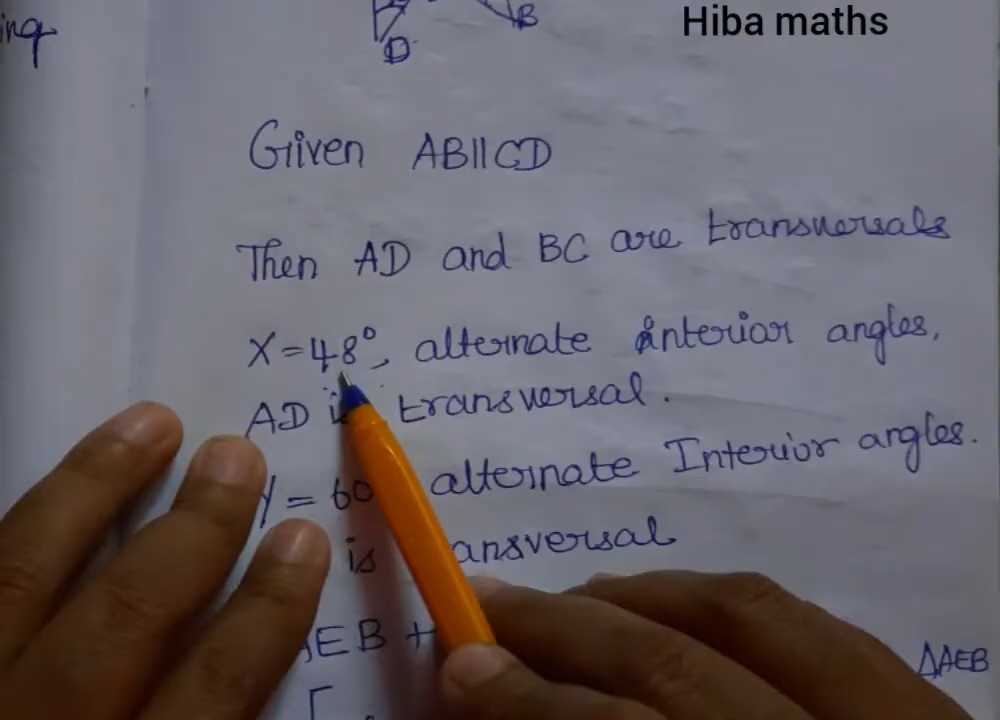 ing
B
D
Hiba maths
Given AB||CD
Then AD and BC are transversals
X=48°, alternate interior angles,
AD transversal.
Y = 60 alternate Interior angles.
is
EB +
ΔAEB